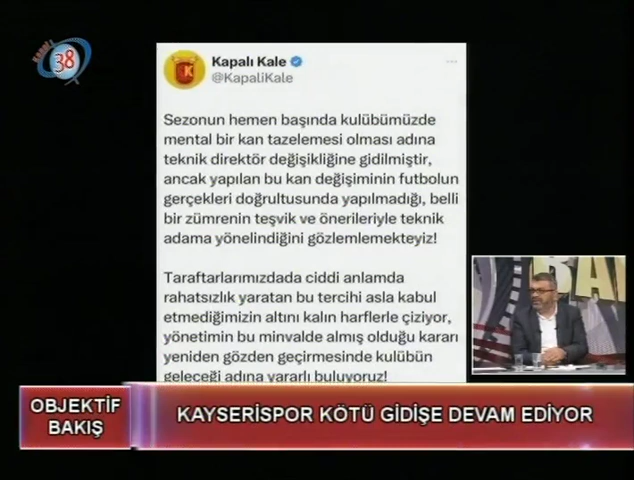 KANAL
38
Kapalı Kale
@KapaliKale
Sezonun hemen başında kulübümüzde
mental bir kan tazelemesi olması adına
teknik direktör değişikliğine gidilmiştir,
ancak yapılan bu kan değişiminin futbolun
gerçekleri doğrultusunda yapılmadığı, belli
bir zümrenin teşvik ve önerileriyle teknik
adama yönelindiğini gözlemlemekteyiz!
Taraftarlarımızdada ciddi anlamda
rahatsızlık yaratan bu tercihi asla kabul
etmediğimizin altını kalın harflerle çiziyor,
yönetimin bu minvalde almış olduğu kararı
yeniden gözden geçirmesinde kulübün
geleceği adına yararlı buluyoruz!
BA
OBJEKTİF
BAKIŞ
KAYSERİSPOR KÖTÜ GİDİŞE DEVAM EDİYOR